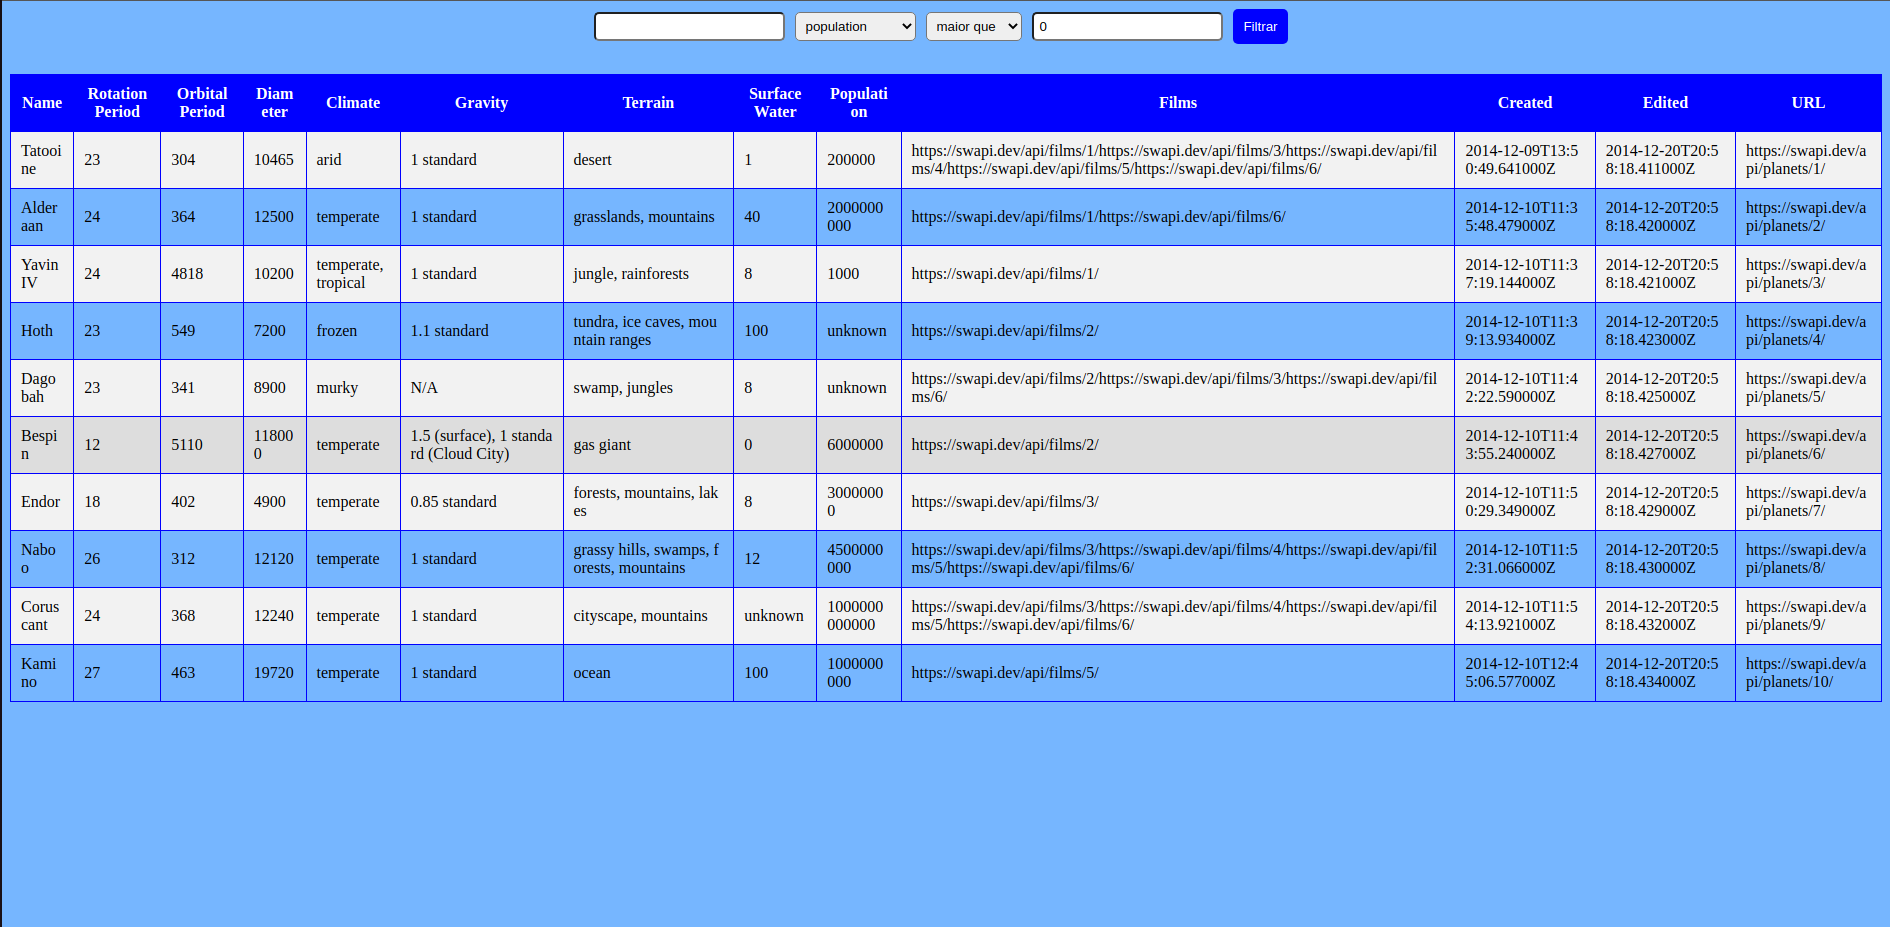 population maior que 0 Filtrar
Name Rotation Period Orbital Period Diameter Climate Gravity Terrain Surface Water Population Films Created Edited URL
Tatooine 23 304 10465 arid 1 standard desert 1 200000 https://swapi.dev/api/films/1/https://swapi.dev/api/films/3/https://swapi.dev/api/films/4/https://swapi.dev/api/films/5/https://swapi.dev/api/films/6/ 2014-12-09T13:50:49.641000Z 2014-12-20T20:58:18.411000Z https://swapi.dev/api/planets/1/
Alderaan 24 364 12500 temperate 1 standard grasslands, mountains 40 2000000000 https://swapi.dev/api/films/1/https://swapi.dev/api/films/6/ 2014-12-10T11:35:48.479000Z 2014-12-20T20:58:18.420000Z https://swapi.dev/api/planets/2/
Yavin IV 24 4818 10200 temperate, tropical 1 standard jungle, rainforests 8 1000 https://swapi.dev/api/films/1/ 2014-12-10T11:37:19.144000Z 2014-12-20T20:58:18.421000Z https://swapi.dev/api/planets/3/
Hoth 23 549 7200 frozen 1.1 standard tundra, ice caves, mountain ranges 100 unknown https://swapi.dev/api/films/2/ 2014-12-10T11:39:13.934000Z 2014-12-20T20:58:18.423000Z https://swapi.dev/api/planets/4/
Dagobah 23 341 8900 murky N/A swamp, jungles 8 unknown https://swapi.dev/api/films/2/https://swapi.dev/api/films/3/https://swapi.dev/api/films/6/ 2014-12-10T11:42:22.590000Z 2014-12-20T20:58:18.425000Z https://swapi.dev/api/planets/5/
Bespin 12 5110 118000 temperate 1.5 (surface), 1 standard (Cloud City) gas giant 0 6000000 https://swapi.dev/api/films/2/ 2014-12-10T11:43:55.240000Z 2014-12-20T20:58:18.427000Z https://swapi.dev/api/planets/6/
Endor 18 402 4900 temperate 0.85 standard forests, mountains, lakes 8 30000000 https://swapi.dev/api/films/3/ 2014-12-10T11:50:29.349000Z 2014-12-20T20:58:18.429000Z https://swapi.dev/api/planets/7/
Naboo 26 312 12120 temperate 1 standard grassy hills, swamps, forests, mountains 12 4500000000 https://swapi.dev/api/films/3/https://swapi.dev/api/films/4/https://swapi.dev/api/films/5/https://swapi.dev/api/films/6/ 2014-12-10T11:52:31.066000Z 2014-12-20T20:58:18.430000Z https://swapi.dev/api/planets/8/
Coruscant 24 368 12240 temperate 1 standard cityscape, mountains unknown 1000000000000 https://swapi.dev/api/films/3/https://swapi.dev/api/films/4/https://swapi.dev/api/films/5/https://swapi.dev/api/films/6/ 2014-12-10T11:54:13.921000Z 2014-12-20T20:58:18.432000Z https://swapi.dev/api/planets/9/
Kamino 27 463 19720 temperate 1 standard ocean 100 1000000000 https://swapi.dev/api/films/5/ 2014-12-10T12:45:06.577000Z 2014-12-20T20:58:18.434000Z https://swapi.dev/api/planets/10/